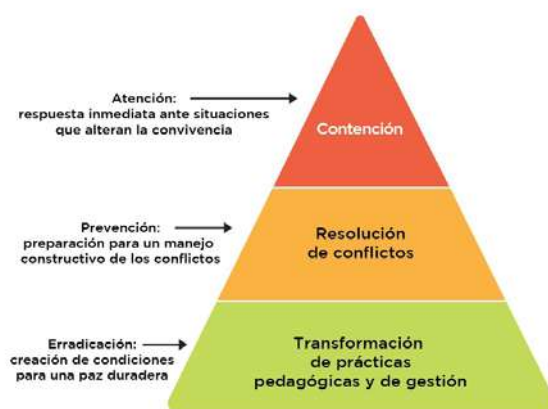 Atención:
respuesta inmediata ante situaciones
que alteran la convivencia
Contención
Prevención:
preparación para un manejo
constructivo de los conflictos
Resolución
de conflictos
Erradicación:
creación de condiciones
para una paz duradera
Transformación
de prácticas
pedagógicas y de gestión